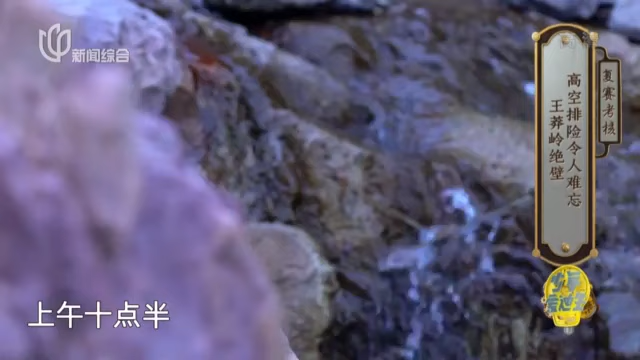 新闻综合
复赛考核
高空排险令人难忘
王莽岭绝壁
上午十点半